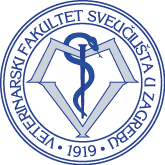 VETERINARSKI FAKULTET SVEUČILIŠTA U ZAGREBU
· 1919 ·